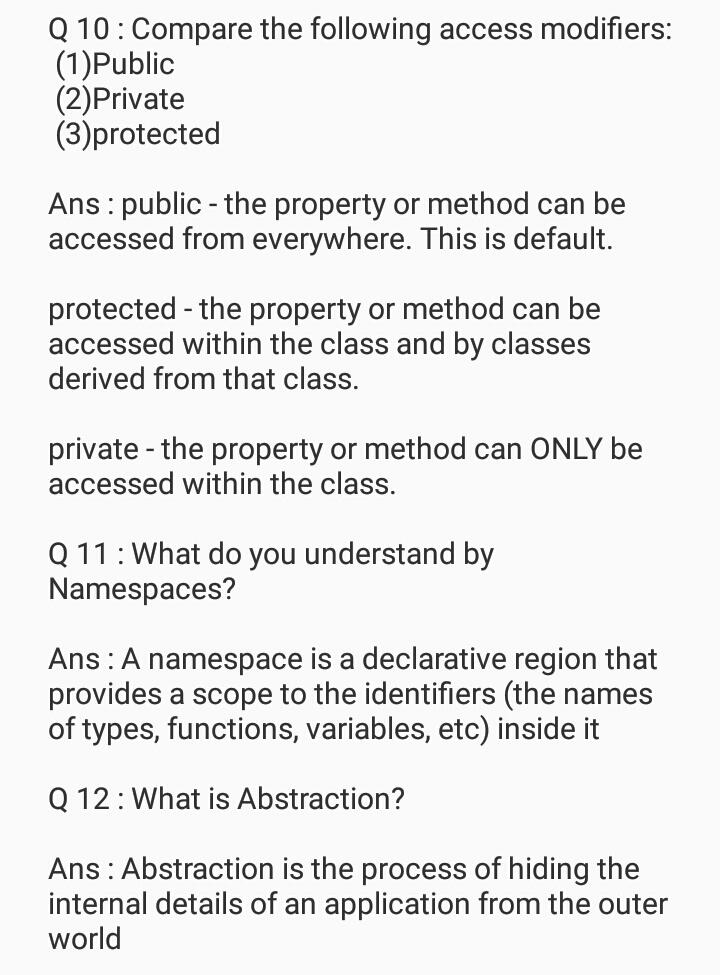 Q 10 : Compare the following access modifiers:
(1)Public
(2)Private
(3)protected
Ans : public - the property or method can be
accessed from everywhere. This is default.
protected - the property or method can be
accessed within the class and by classes
derived from that class.
private - the property or method can ONLY be
accessed within the class.
Q 11 : What do you understand by
Namespaces?
Ans : A namespace is a declarative region that
provides a scope to the identifiers (the names
of types, functions, variables, etc) inside it
Q 12 : What is Abstraction?
Ans : Abstraction is the process of hiding the
internal details of an application from the outer
world